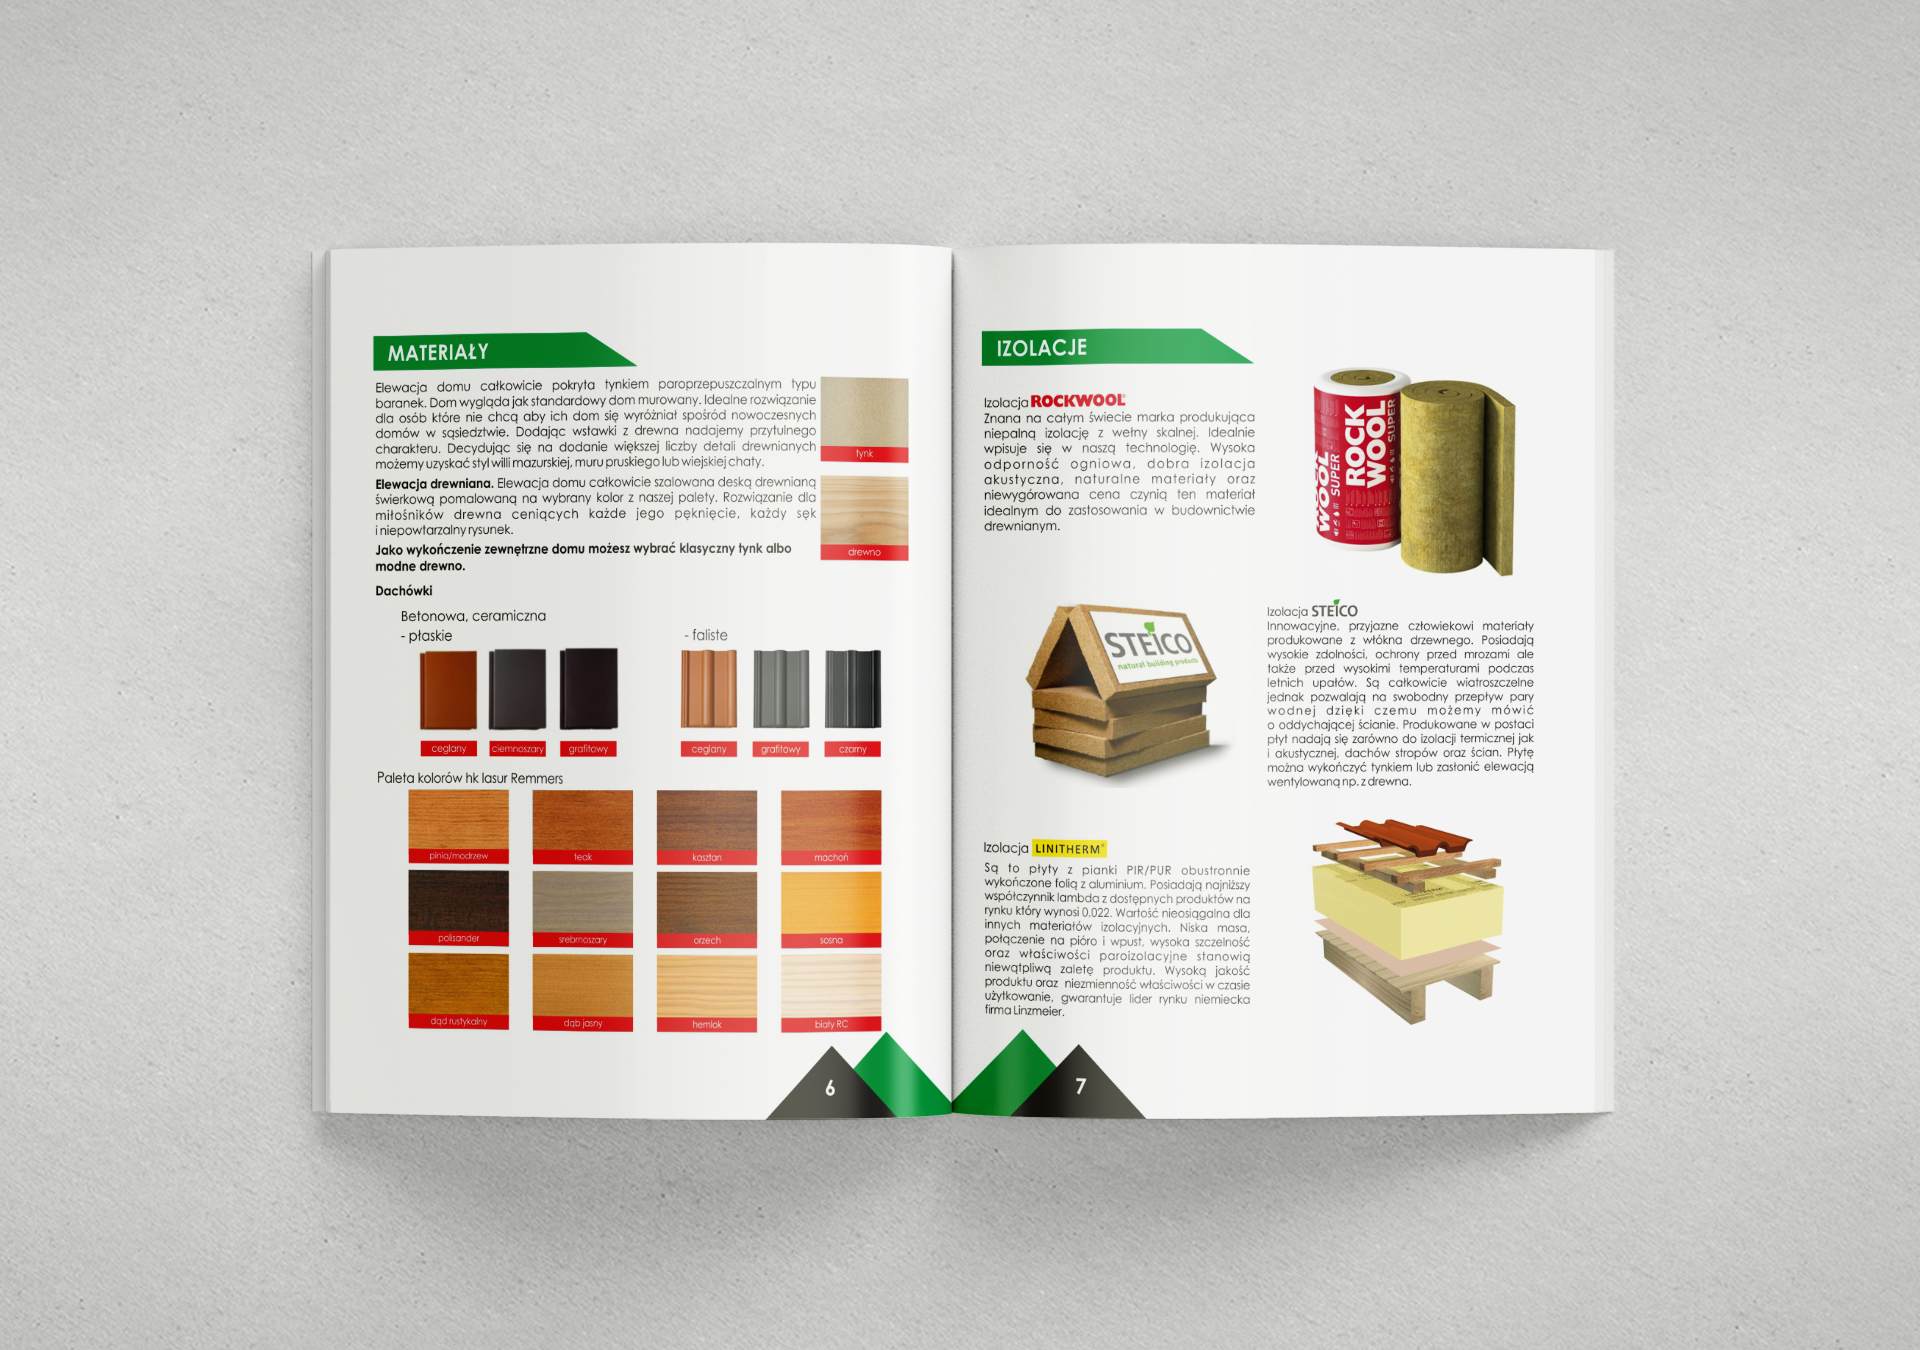 MATERIAŁY
Elewacja domu całkowicie pokryta tynkiem paroprzepuszczalnym typu
baranek. Dom wygląda jak standardowy dom murowany. Idealne rozwiązanie
dla osób które nie chcą aby ich dom się wyróżniał spośród nowoczesnych
domów w sąsiedztwie. Dodając wstawki z drewna nadajemy przytulnego
charakteru. Decydując się na dodanie większej liczby detali drewnianych
możemy uzyskać styl willi mazurskiej, muru pruskiego lub wiejskiej chaty.
tynk
Elewacja drewniana. Elewacja domu całkowicie szalowana deską drewnianą
świerkową pomalowaną na wybrany kolor z naszej palety. Rozwiązanie dla
miłośników drewna ceniących każde jego pęknięcie, każdy sęk
i niepowtarzalny rysunek.
drewno
Jako wykończenie zewnętrzne domu możesz wybrać klasyczny tynk albo
modne drewno.
Dachówki
Betonowa, ceramiczna
- płaskie
- faliste
ceglany ciemnoszary grafitowy
ceglany grafitowy czarny
Paleta kolorów hk lasur Remmers
pinia/modrzew teak kasztan machoń
polisander srebrnoszary orzech sosna
dąd rustykalny dąb jasny hemlok biały RC
6
IZOLACJE
Izolacja ROCKWOOL®
Znana na całym świecie marka produkująca
niepalną izolację z wełny skalnej. Idealnie
wpisuje się w naszą technologię. Wysoka
odporność ogniowa, dobra izolacja
akustyczna, naturalne materiały oraz
niewygórowana cena czynią ten materiał
idealnym do zastosowania w budownictwie
drewnianym.
ROCK
WOOL
SUPER
WOOL
SUPER
STEICO
natural building products
Izolacja STEICO
Innowacyjne, przyjazne człowiekowi materiały
produkowane z włókna drzewnego. Posiadają
wysokie zdolności, ochrony przed mrozami ale
także przed wysokimi temperaturami podczas
letnich upałów. Są całkowicie wiatroszczelne
jednak pozwalają na swobodny przepływ pary
wodnej dzięki czemu możemy mówić
o oddychającej ścianie. Produkowane w postaci
płyt nadają się zarówno do izolacji termicznej jak
i akustycznej, dachów stropów oraz ścian. Płytę
można wykończyć tynkiem lub zasłonić elewacją
wentylowaną np. z drewna.
Izolacja LINITHERM®
Są to płyty z pianki PIR/PUR obustronnie
wykończone folią z aluminium. Posiadają najniższy
współczynnik lambda z dostępnych produktów na
rynku który wynosi 0,022. Wartość nieosiągalna dla
innych materiałów izolacyjnych. Niska masa,
połączenie na pióro i wpust, wysoka szczelność
oraz właściwości paroizolacyjne stanowią
niewątpliwą zaletę produktu. Wysoką jakość
produktu oraz niezmienność właściwości w czasie
użytkowanie, gwarantuje lider rynku niemiecka
firma Linzmeier.
7